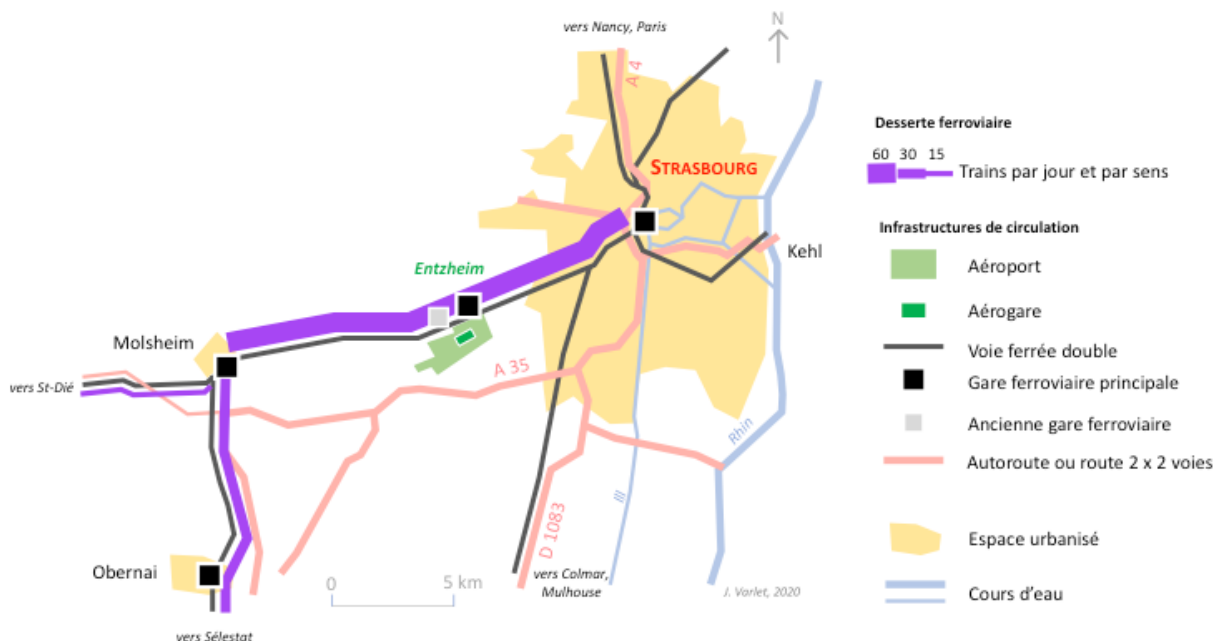 vers Nancy, Paris
N
A 4
STRASBOURG
Kehl
Entzheim
Molsheim
vers St-Dié
A 35
Rhin
Ill
D 1083
Obernai
0 5 km
vers Colmar,
Mulhouse
J. Varlet, 2020
vers Sélestat
Desserte ferroviaire
60 30 15
Trains par jour et par sens
Infrastructures de circulation
Aéroport
Aérogare
Voie ferrée double
Gare ferroviaire principale
Ancienne gare ferroviaire
Autoroute ou route 2 x 2 voies
Espace urbanisé
Cours d'eau